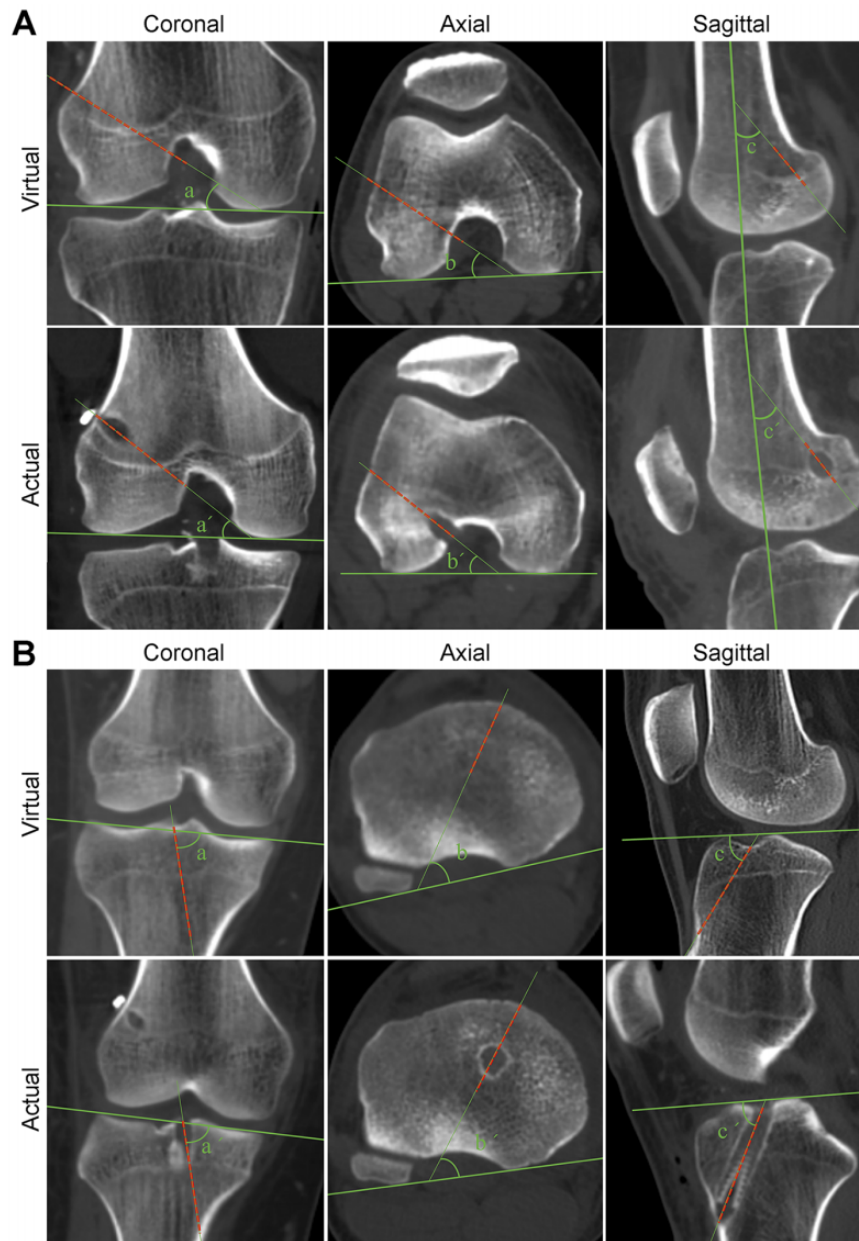 A
Coronal Axial Sagittal
Virtual
a
b
c
Actual
a´
b´
c´
B
Coronal Axial Sagittal
Virtual
a
b
c
Actual
a´
b´
c´